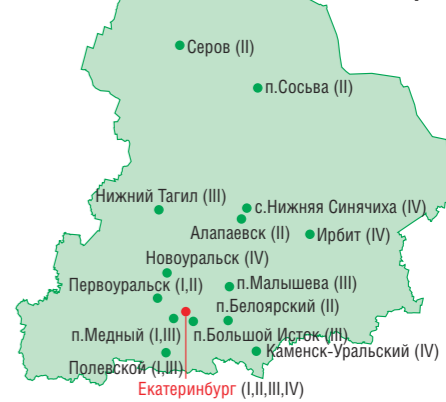 Серов (II)
п.Сосьва (II)
Нижний Тагил (III)
с.Нижняя Синячиха (IV)
Алапаевск (II)
Ирбит (IV)
Новоуральск (IV)
Первоуральск (I,II)
п.Малышева (III)
п.Белоярский (II)
п.Медный (I,III)
п.Большой Исток (III)
Полевской (I,III)
Каменск-Уральский (IV)
Екатеринбург (I,II,III,IV)